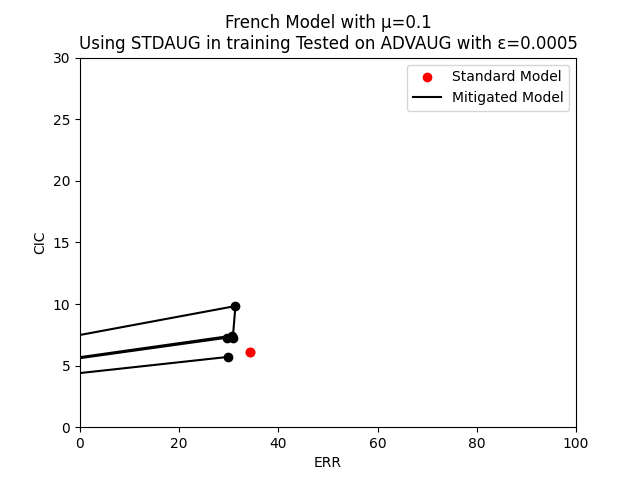 French Model with μ=0.1
Using STDAUG in training Tested on ADVAUG with ε=0.0005
Standard Model
Mitigated Model
CIC
30
25
20
15
10
5
0
0 20 40 60 80 100
ERR